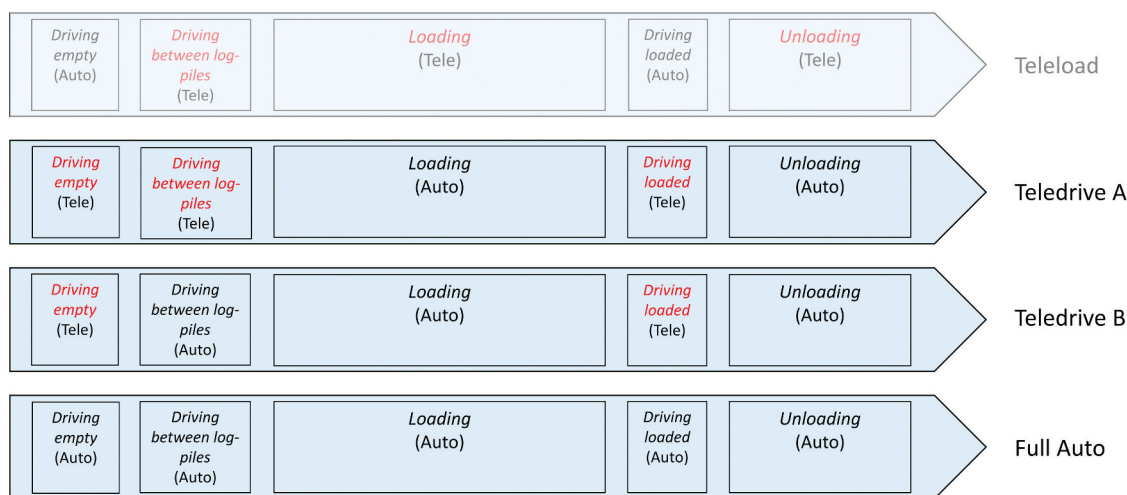 Driving
empty
(Auto)
Driving
between log-
piles
(Tele)
Loading
(Tele)
Driving
loaded
(Auto)
Unloading
(Tele)
Teleload
Driving
empty
(Tele)
Driving
between log-
piles
(Tele)
Loading
(Auto)
Driving
loaded
(Tele)
Unloading
(Auto)
Teledrive A
Driving
empty
(Tele)
Driving
between log-
piles
(Auto)
Loading
(Auto)
Driving
loaded
(Tele)
Unloading
(Auto)
Teledrive B
Driving
empty
(Auto)
Driving
between log-
piles
(Auto)
Loading
(Auto)
Driving
loaded
(Auto)
Unloading
(Auto)
Full Auto